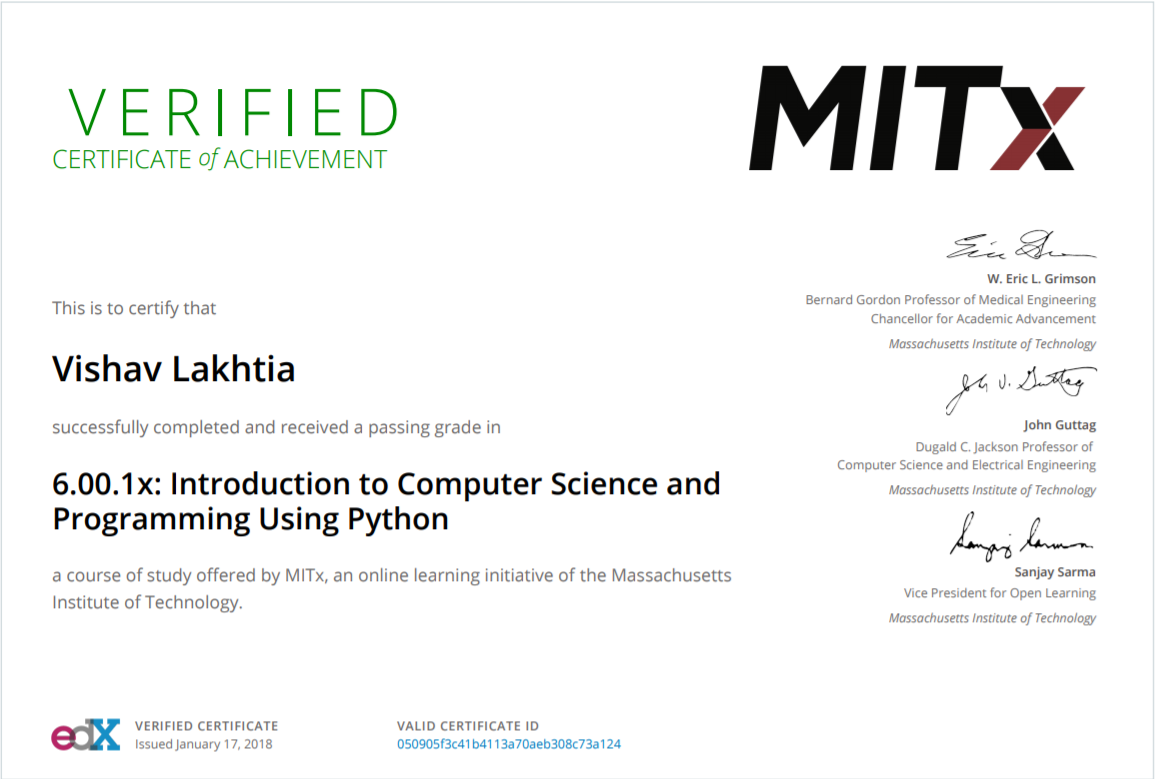 VERIFIED
CERTIFICATE of ACHIEVEMENT
MITx
This is to certify that
Vishav Lakhtia
successfully completed and received a passing grade in
6.00.1x: Introduction to Computer Science and
Programming Using Python
a course of study offered by MITx, an online learning initiative of the Massachusetts
Institute of Technology.
W. Eric L. Grimson
Bernard Gordon Professor of Medical Engineering
Chancellor for Academic Advancement
Massachusetts Institute of Technology
John V. Guttag
John Guttag
Dugald C. Jackson Professor of
Computer Science and Electrical Engineering
Massachusetts Institute of Technology
Sanjay Sarma
Sanjay Sarma
Vice President for Open Learning
Massachusetts Institute of Technology
edX
VERIFIED CERTIFICATE
Issued January 17, 2018
VALID CERTIFICATE ID
050905f3c41b4113a70aeb308c73a124